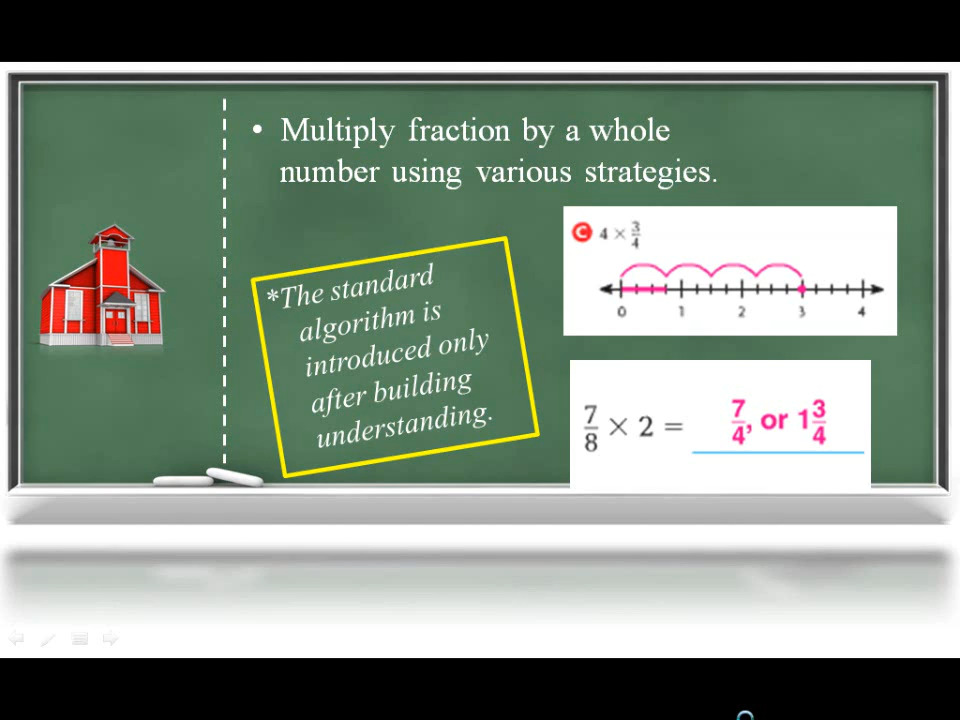 • Multiply fraction by a whole
number using various strategies.
*The standard
algorithm is
introduced only
after building
understanding.
C 4 × 3/4
0 1 2 3 4
7/8 × 2 = 7/4, or 1 3/4